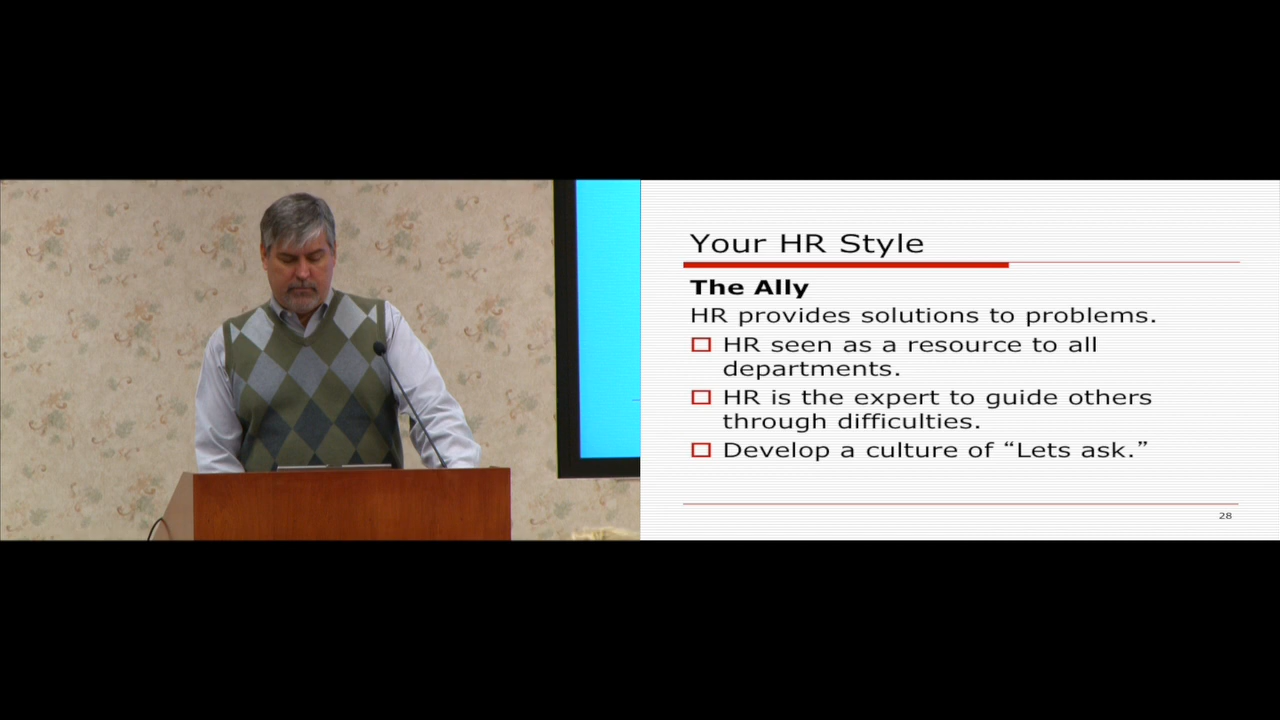 Your HR Style
The Ally
HR provides solutions to problems.
HR seen as a resource to all
departments.
HR is the expert to guide others
through difficulties.
Develop a culture of “Lets ask.”
28